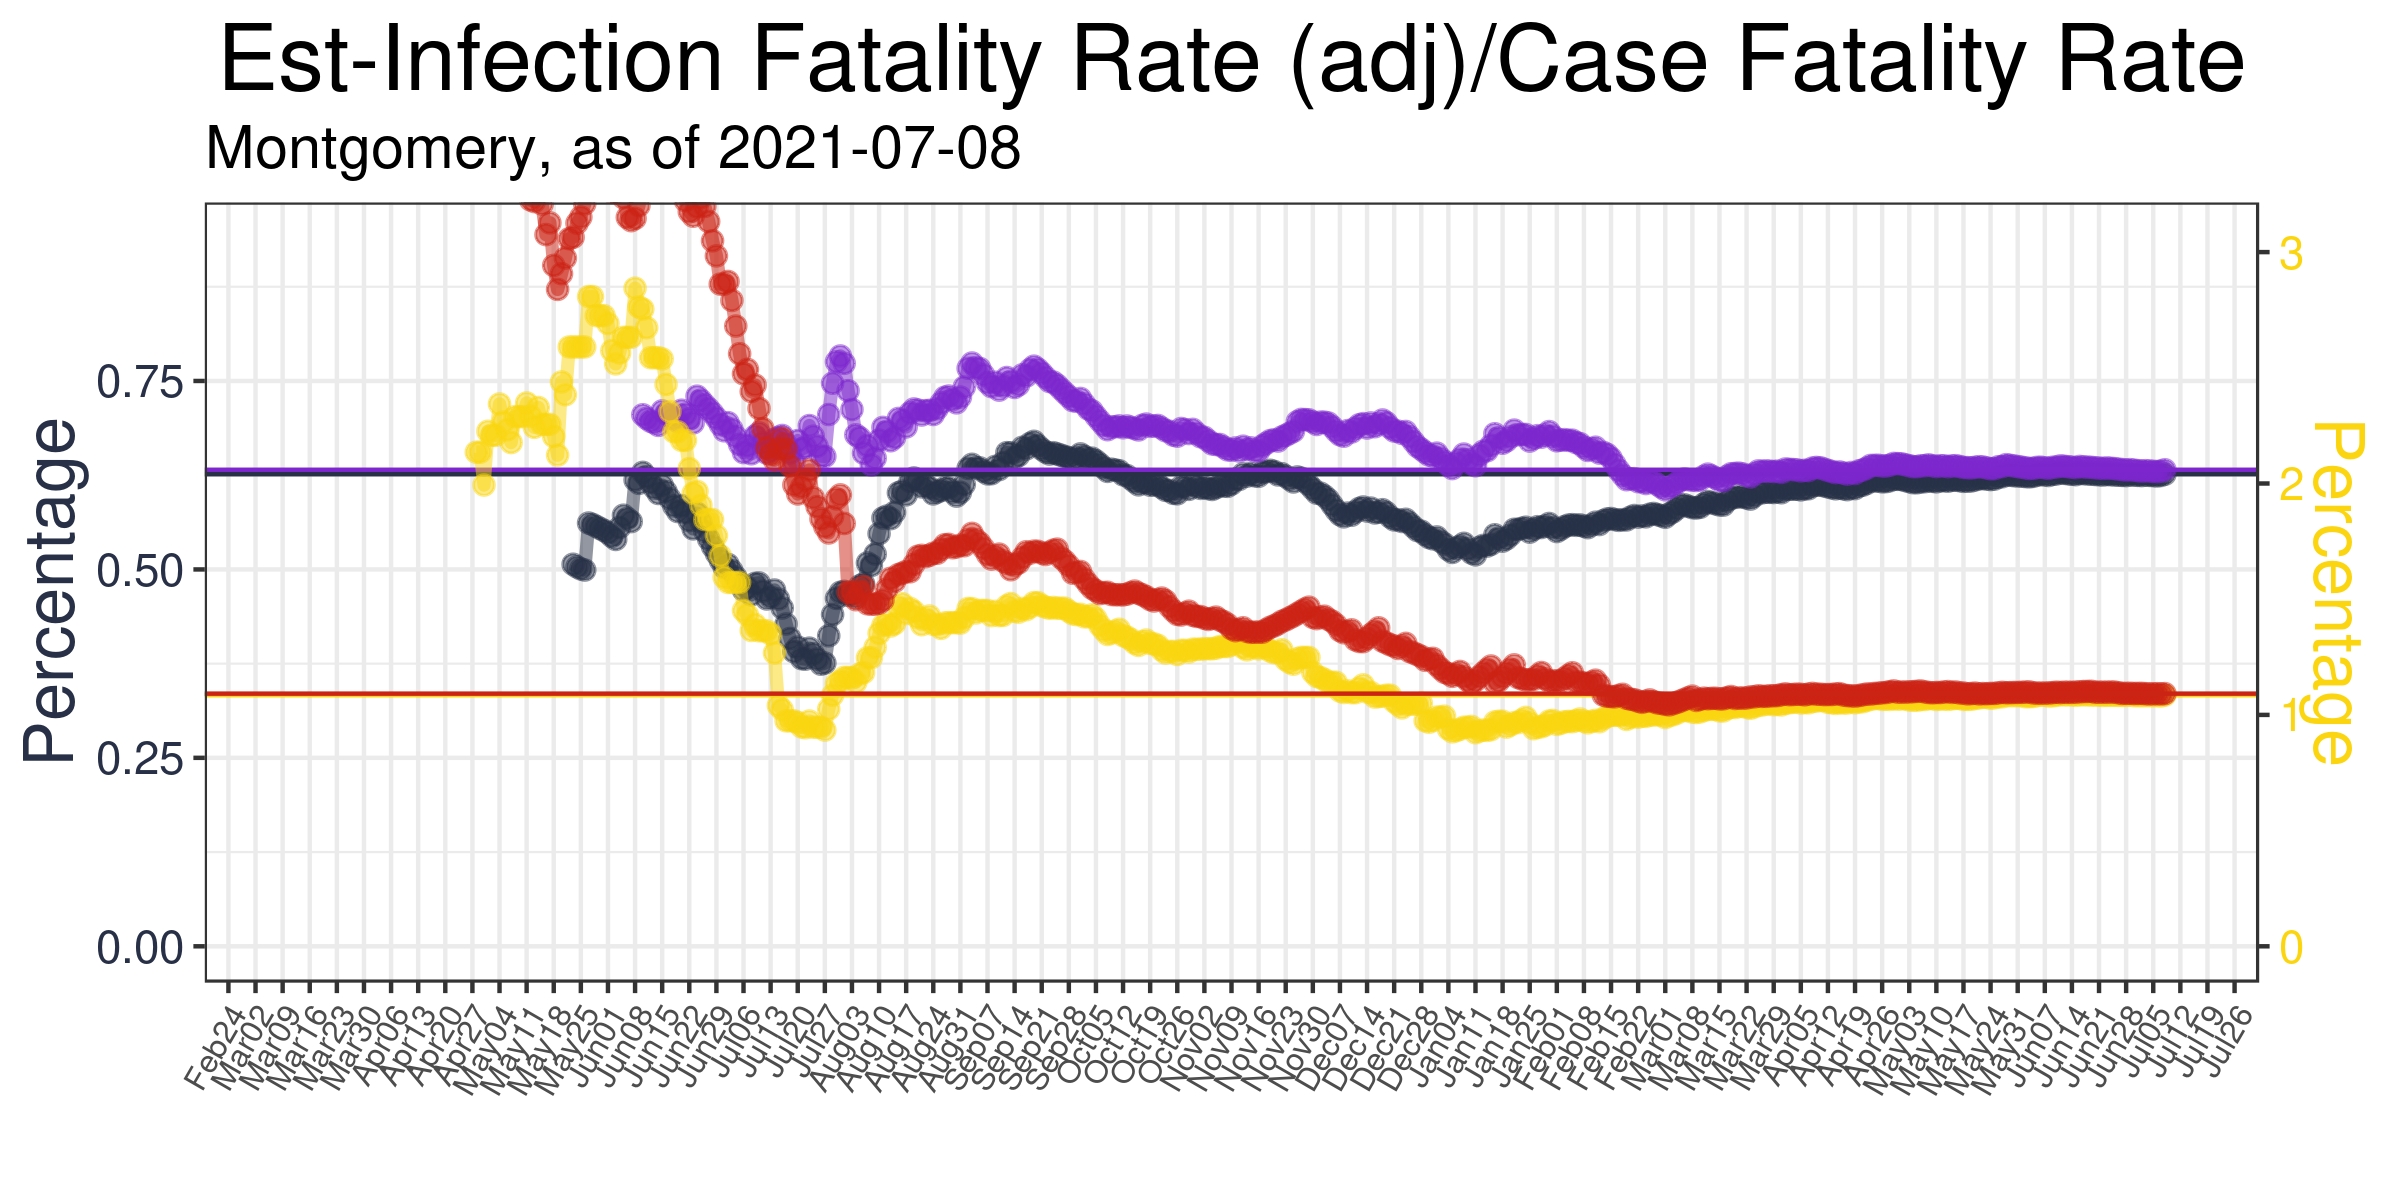 Est-Infection Fatality Rate (adj)/Case Fatality Rate
Montgomery, as of 2021-07-08
Percentage
0.75
0.50
0.25
0.00
3
2
1
0
Percentage
Feb24
Mar02
Mar09
Mar16
Mar23
Mar30
Apr06
Apr13
Apr20
Apr27
May04
May11
May18
May25
Jun01
Jun08
Jun15
Jun22
Jun29
Jul06
Jul13
Jul20
Jul27
Aug03
Aug10
Aug17
Aug24
Aug31
Sep07
Sep14
Sep21
Sep28
Oct05
Oct12
Oct19
Oct26
Nov02
Nov09
Nov16
Nov23
Nov30
Dec07
Dec14
Dec21
Dec28
Jan04
Jan11
Jan18
Jan25
Feb01
Feb08
Feb15
Feb22
Mar01
Mar08
Mar15
Mar22
Mar29
Apr05
Apr12
Apr19
Apr26
May03
May10
May17
May24
May31
Jun07
Jun14
Jun21
Jun28
Jul05
Jul12
Jul19
Jul26